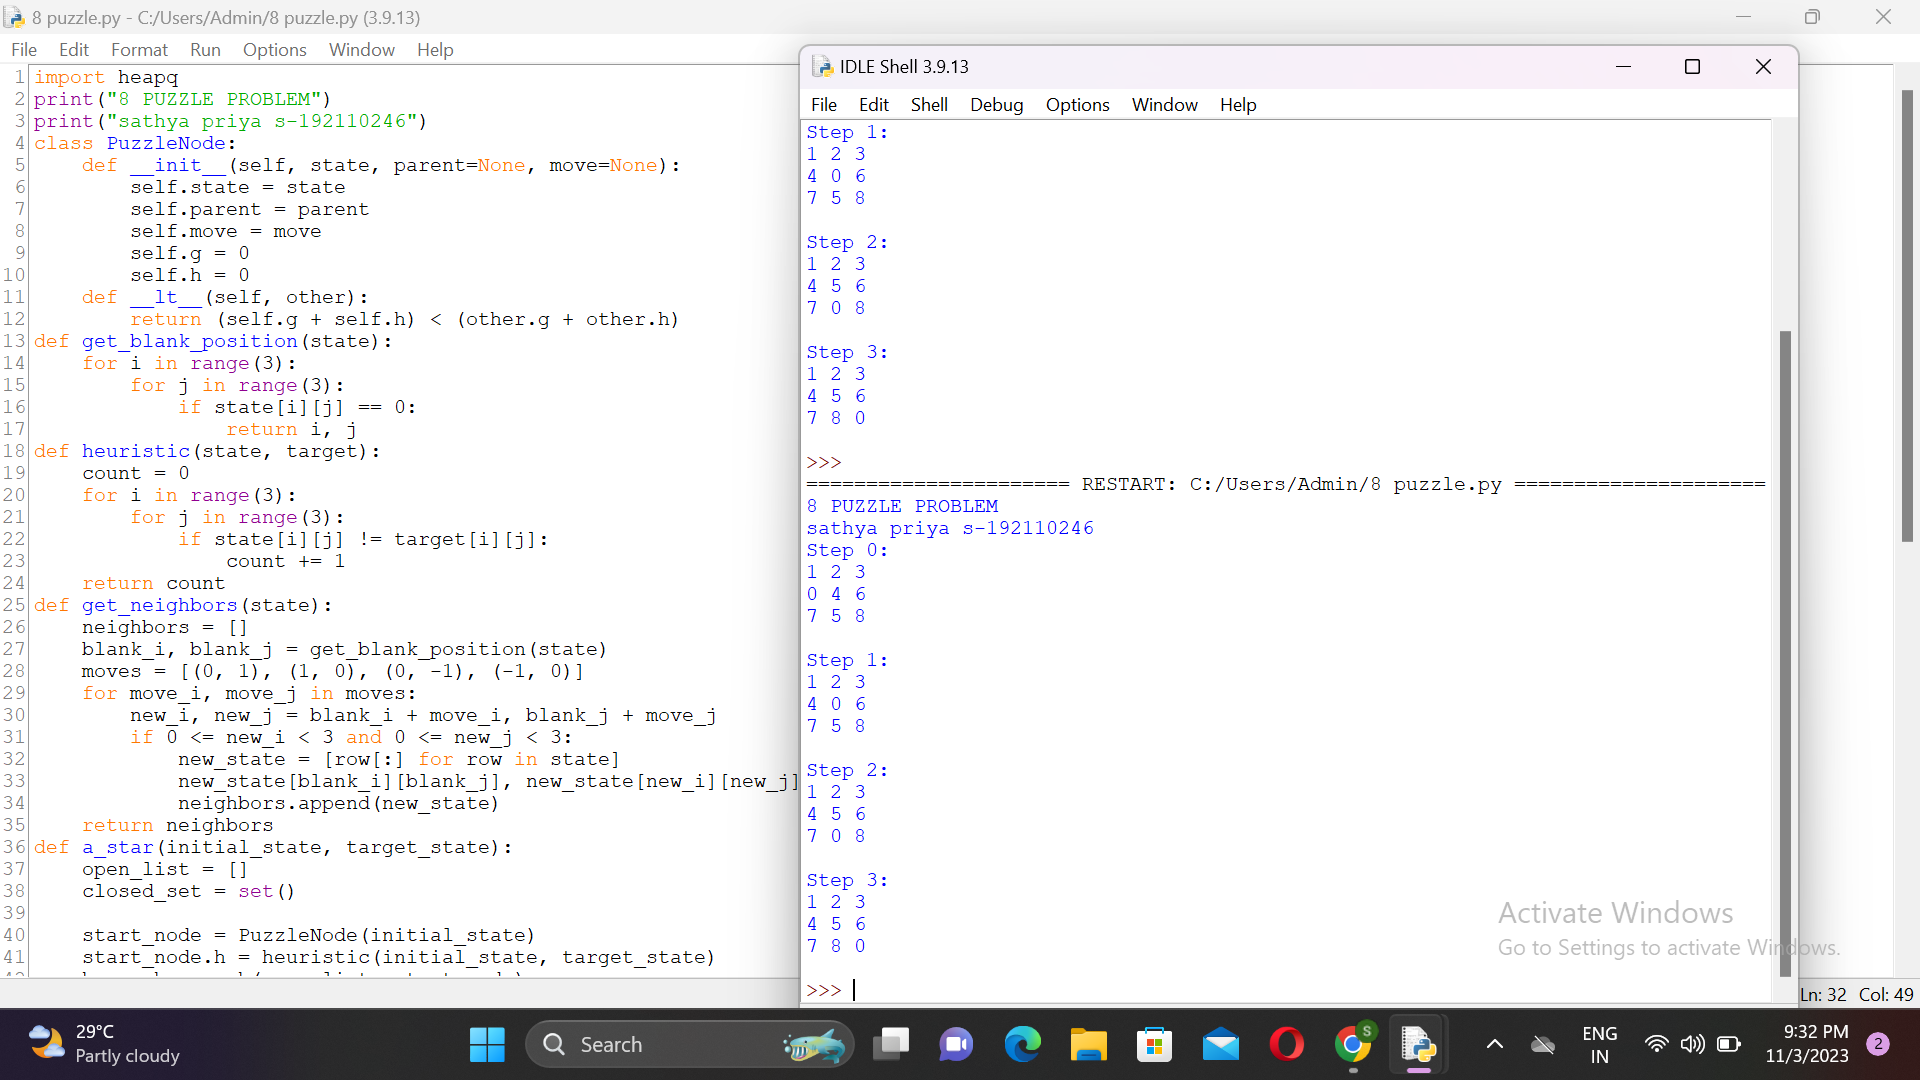 8 puzzle.py - C:/Users/Admin/8 puzzle.py (3.9.13)
File Edit Format Run Options Window Help
1 import heapq
2 print("8 PUZZLE PROBLEM")
3 print("sathya priya s-192110246")
4 class PuzzleNode:
5     def __init__(self, state, parent=None, move=None):
6         self.state = state
7         self.parent = parent
8         self.move = move
9         self.g = 0
10         self.h = 0
11     def __lt__(self, other):
12         return (self.g + self.h) < (other.g + other.h)
13 def get_blank_position(state):
14     for i in range(3):
15         for j in range(3):
16             if state[i][j] == 0:
17                 return i, j
18 def heuristic(state, target):
19     count = 0
20     for i in range(3):
21         for j in range(3):
22             if state[i][j] != target[i][j]:
23                 count += 1
24     return count
25 def get_neighbors(state):
26     neighbors = []
27     blank_i, blank_j = get_blank_position(state)
28     moves = [(0, 1), (1, 0), (0, -1), (-1, 0)]
29     for move_i, move_j in moves:
30         new_i, new_j = blank_i + move_i, blank_j + move_j
31         if 0 <= new_i < 3 and 0 <= new_j < 3:
32             new_state = [row[:] for row in state]
33             new_state[blank_i][blank_j], new_state[new_i][new_j]
34             neighbors.append(new_state)
35     return neighbors
36 def a_star(initial_state, target_state):
37     open_list = []
38     closed_set = set()
39
40     start_node = PuzzleNode(initial_state)
41     start_node.h = heuristic(initial_state, target_state)
IDLE Shell 3.9.13
File Edit Shell Debug Options Window Help
Step 1:
1 2 3
4 0 6
7 5 8
Step 2:
1 2 3
4 5 6
7 0 8
Step 3:
1 2 3
4 5 6
7 8 0
>>>
====================== RESTART: C:/Users/Admin/8 puzzle.py =====================
8 PUZZLE PROBLEM
sathya priya s-192110246
Step 0:
1 2 3
0 4 6
7 5 8
Step 1:
1 2 3
4 0 6
7 5 8
Step 2:
1 2 3
4 5 6
7 0 8
Step 3:
1 2 3
4 5 6
7 8 0
>>>
Activate Windows
Go to Settings to activate Windows.
Ln: 32 Col: 49
29°C
Partly cloudy
Search
S
ENG
IN
9:32 PM
11/3/2023
2